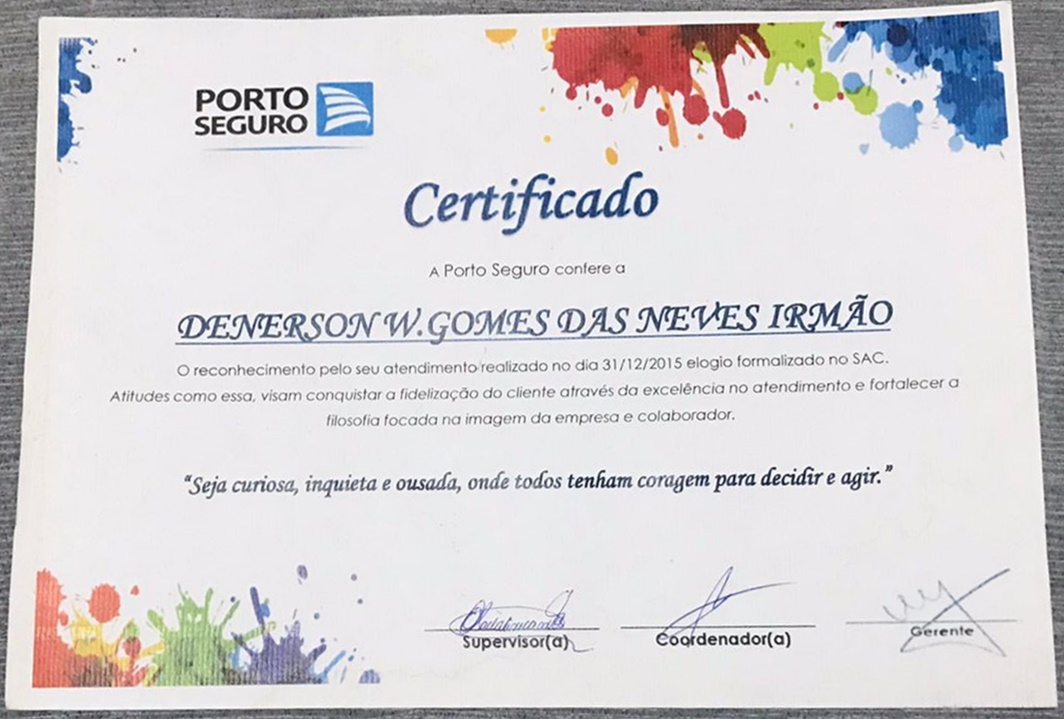 PORTO
SEGURO
Certificado
A Porto Seguro confere a
DENERSON W.GOMES DAS NEVES IRMÃO
O reconhecimento pelo seu atendimento realizado no dia 31/12/2015 elogio formalizado no SAC.
Atitudes como essa, visam conquistar a fidelização do cliente através da excelência no atendimento e fortalecer a
filosofia focada na imagem da empresa e colaborador.
“Seja curiosa, inquieta e ousada, onde todos tenham coragem para decidir e agir.”
Supervisor(a) Coordenador(a) Gerente